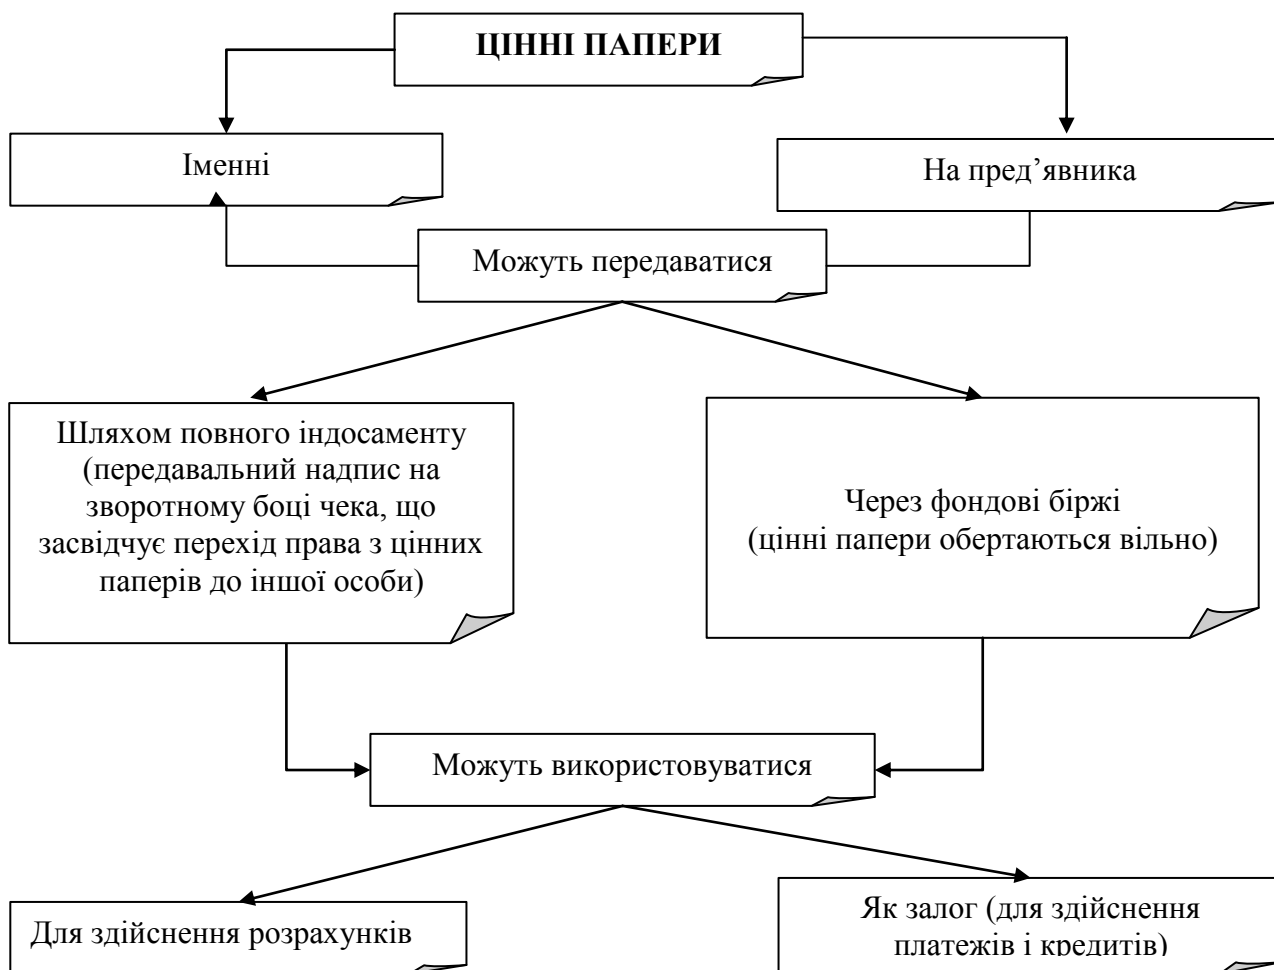 ЦІННІ ПАПЕРИ
Іменні
На пред’явника
Можуть передаватися
Шляхом повного індосаменту
(передавальний надпис на
зворотному боці чека, що
засвідчує перехід права з цінних
паперів до іншої особи)
Через фондові біржі
(цінні папери обертаються вільно)
Можуть використовуватися
Для здійснення розрахунків
Як залог (для здійснення
платежів і кредитів)